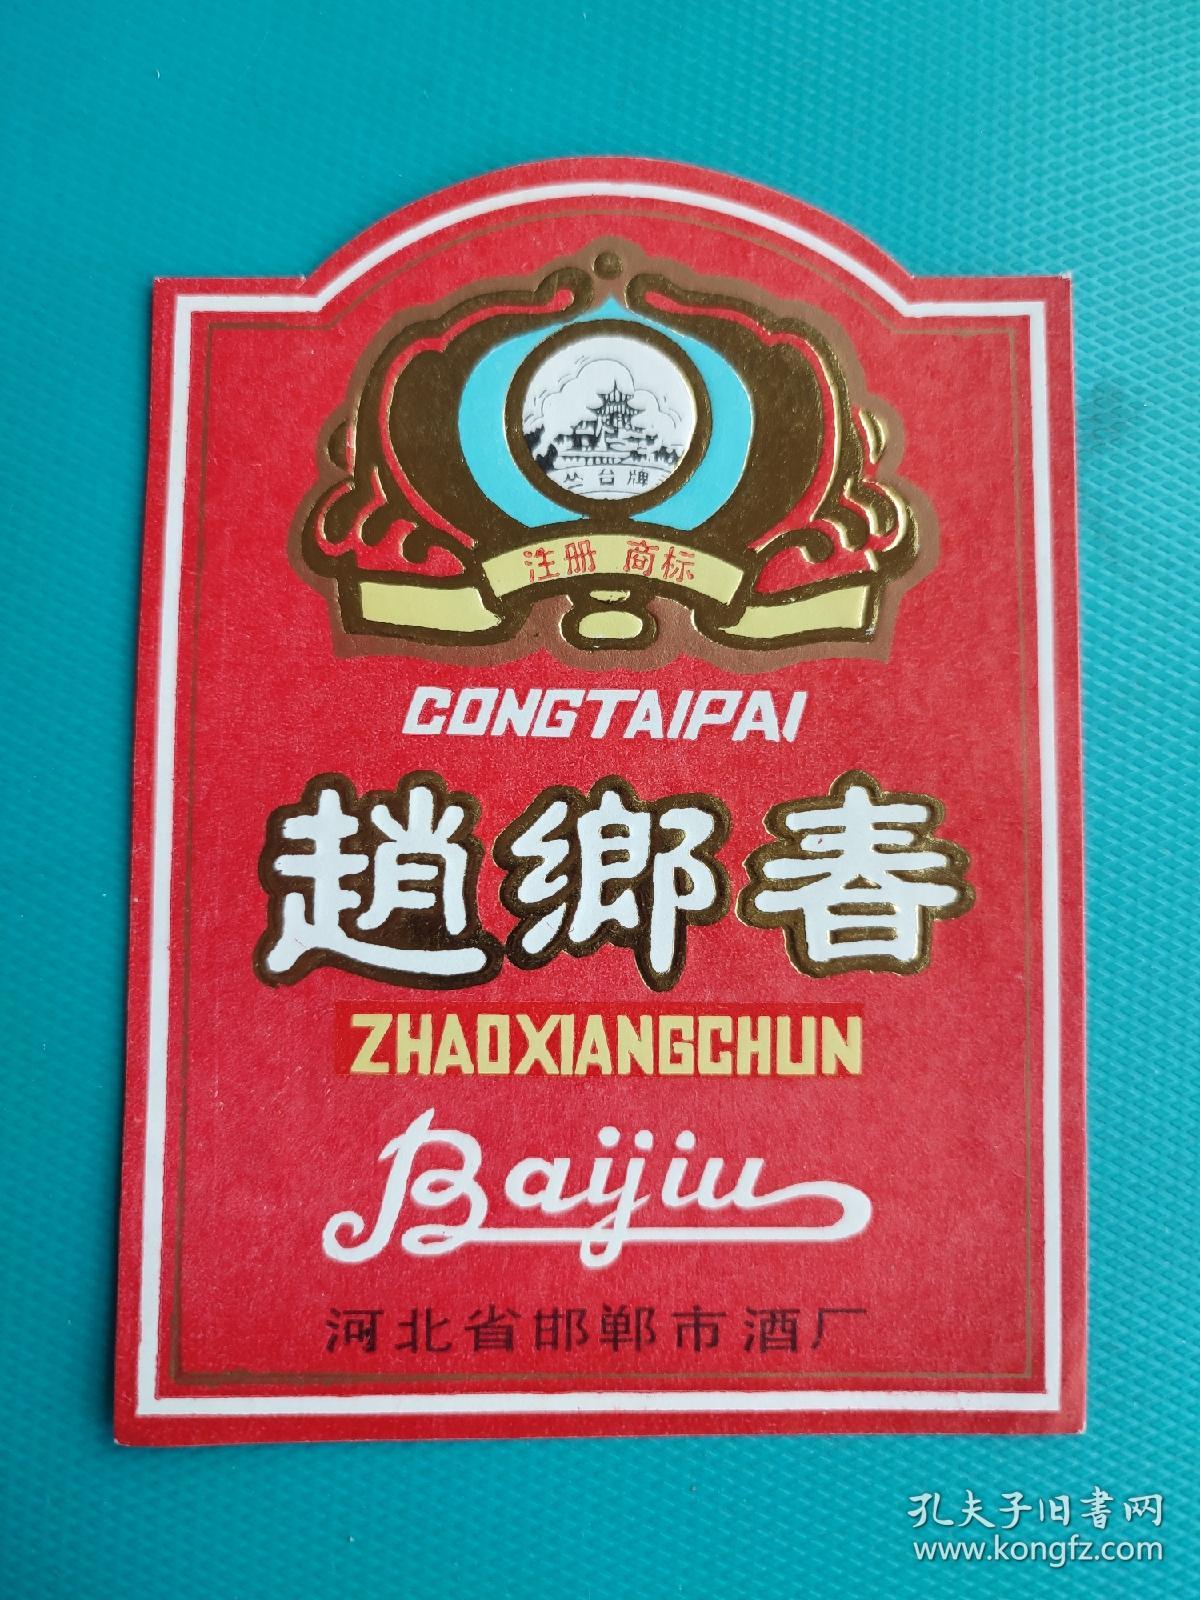 丛台牌
注册 商标
CONGTAIPAI
趙鄉春
ZHAOXIANGCHUN
Baijiu
河北省邯郸市酒厂
孔夫子旧书网
www.kongfz.com